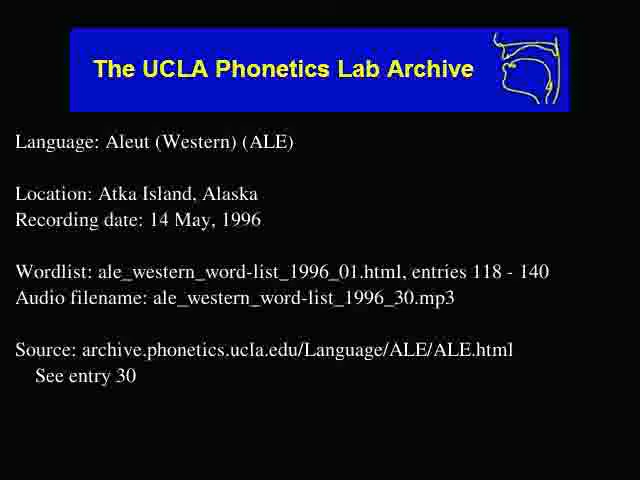 The UCLA Phonetics Lab Archive
Language: Aleut (Western) (ALE)
Location: Atka Island, Alaska
Recording date: 14 May, 1996
Wordlist: ale_western_word-list_1996_01.html, entries 118 - 140
Audio filename: ale_western_word-list_1996_30.mp3
Source: archive.phonetics.ucla.edu/Language/ALE/ALE.html
See entry 30